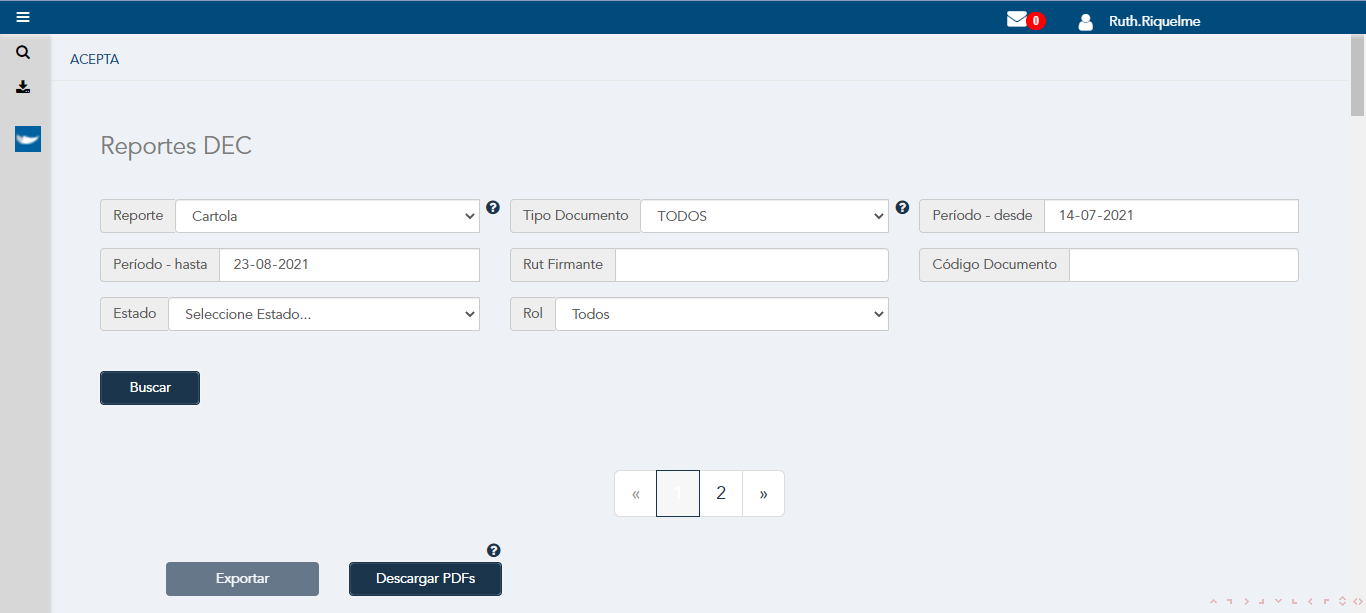 0 Ruth.Riquelme
ACEPTA
Reportes DEC
Reporte Cartola ? Tipo Documento TODOS ? Período - desde 14-07-2021
Período - hasta 23-08-2021 Rut Firmante Código Documento
Estado Seleccione Estado... Rol Todos
Buscar
« 1 2 »
?
Exportar Descargar PDFs